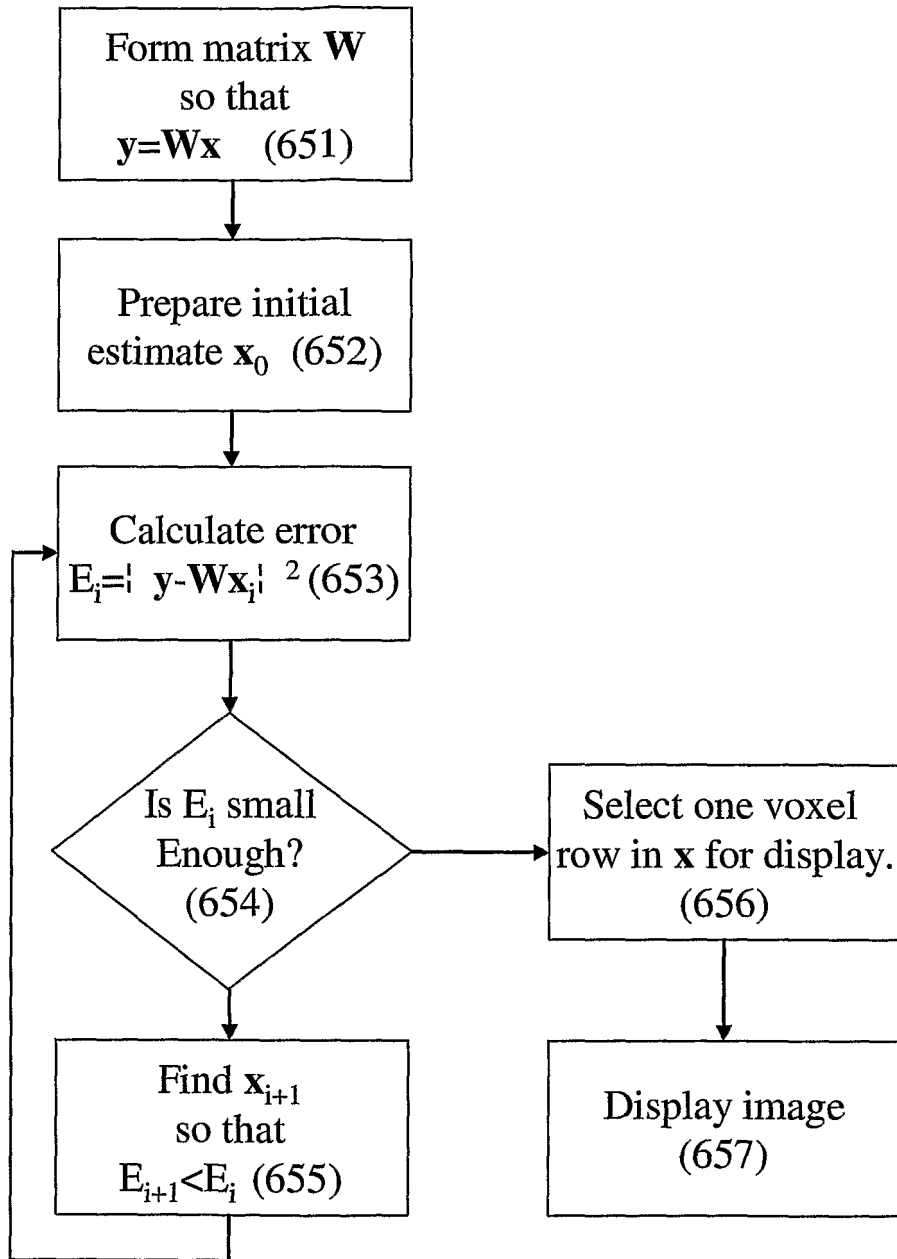 Form matrix W
so that
y=Wx (651)
Prepare initial
estimate x₀ (652)
Calculate error
Eᵢ=¦ y-Wxᵢ¦ ² (653)
Is Eᵢ small
Enough?
(654)
Find xᵢ₊₁
so that
Eᵢ₊₁<Eᵢ (655)
Select one voxel
row in x for display.
(656)
Display image
(657)